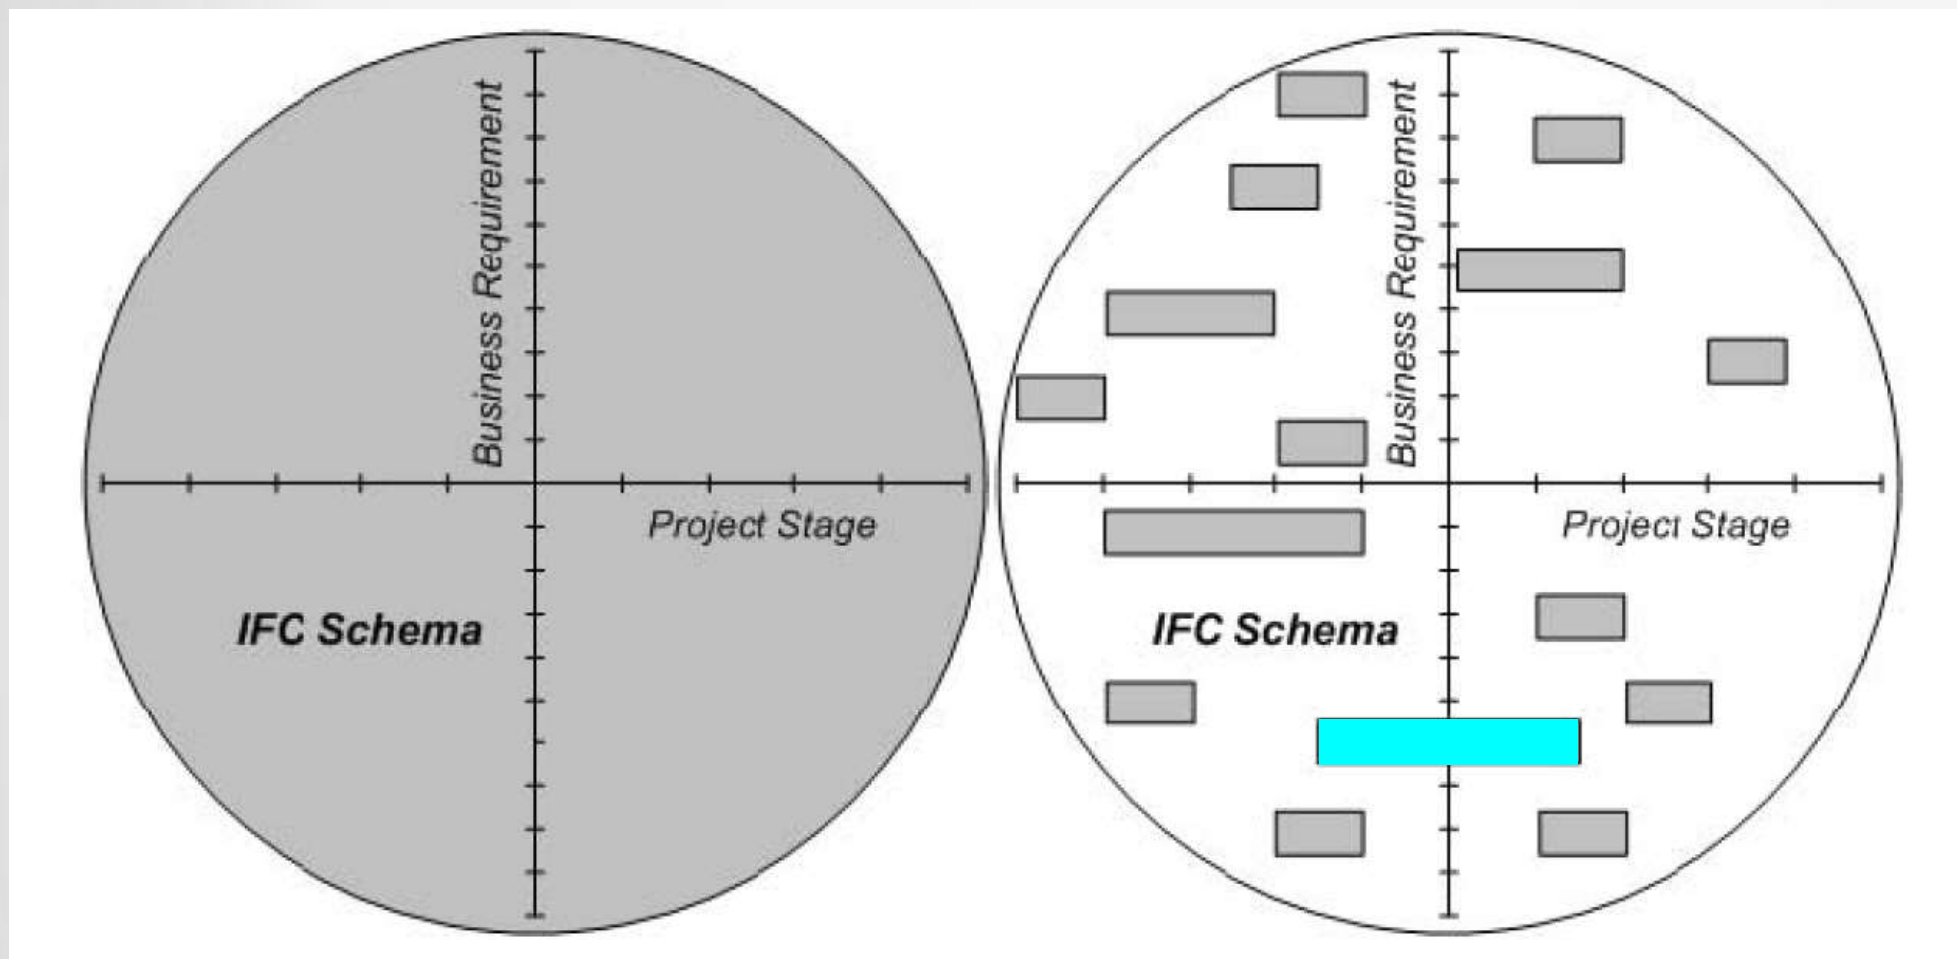 Business Requirement
Project Stage
IFC Schema
Business Requirement
Project Stage
IFC Schema